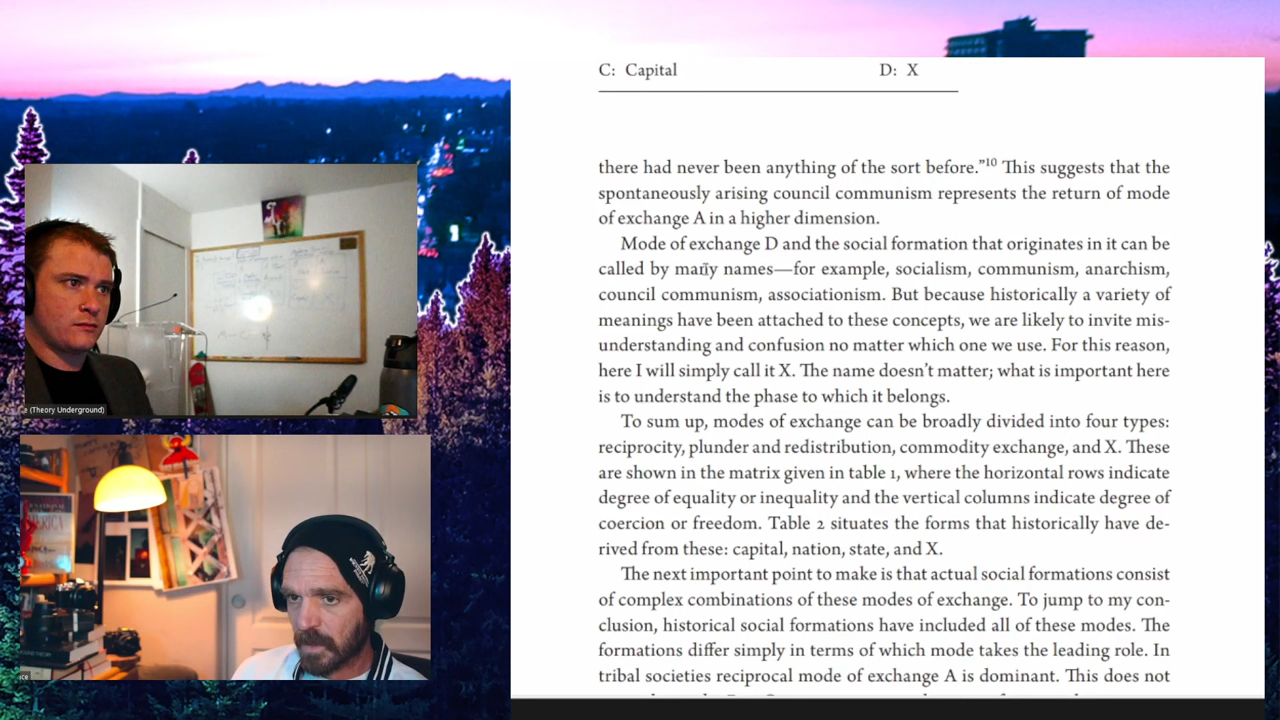 C: Capital D: X
there had never been anything of the sort before.”10 This suggests that the
spontaneously arising council communism represents the return of mode
of exchange A in a higher dimension.
Mode of exchange D and the social formation that originates in it can be
called by many names—for example, socialism, communism, anarchism,
council communism, associationism. But because historically a variety of
meanings have been attached to these concepts, we are likely to invite mis-
understanding and confusion no matter which one we use. For this reason,
here I will simply call it X. The name doesn’t matter; what is important here
is to understand the phase to which it belongs.
To sum up, modes of exchange can be broadly divided into four types:
reciprocity, plunder and redistribution, commodity exchange, and X. These
are shown in the matrix given in table 1, where the horizontal rows indicate
degree of equality or inequality and the vertical columns indicate degree of
coercion or freedom. Table 2 situates the forms that historically have de-
rived from these: capital, nation, state, and X.
The next important point to make is that actual social formations consist
of complex combinations of these modes of exchange. To jump to my con-
clusion, historical social formations have included all of these modes. The
formations differ simply in terms of which mode takes the leading role. In
tribal societies reciprocal mode of exchange A is dominant. This does not
(Theory Underground)